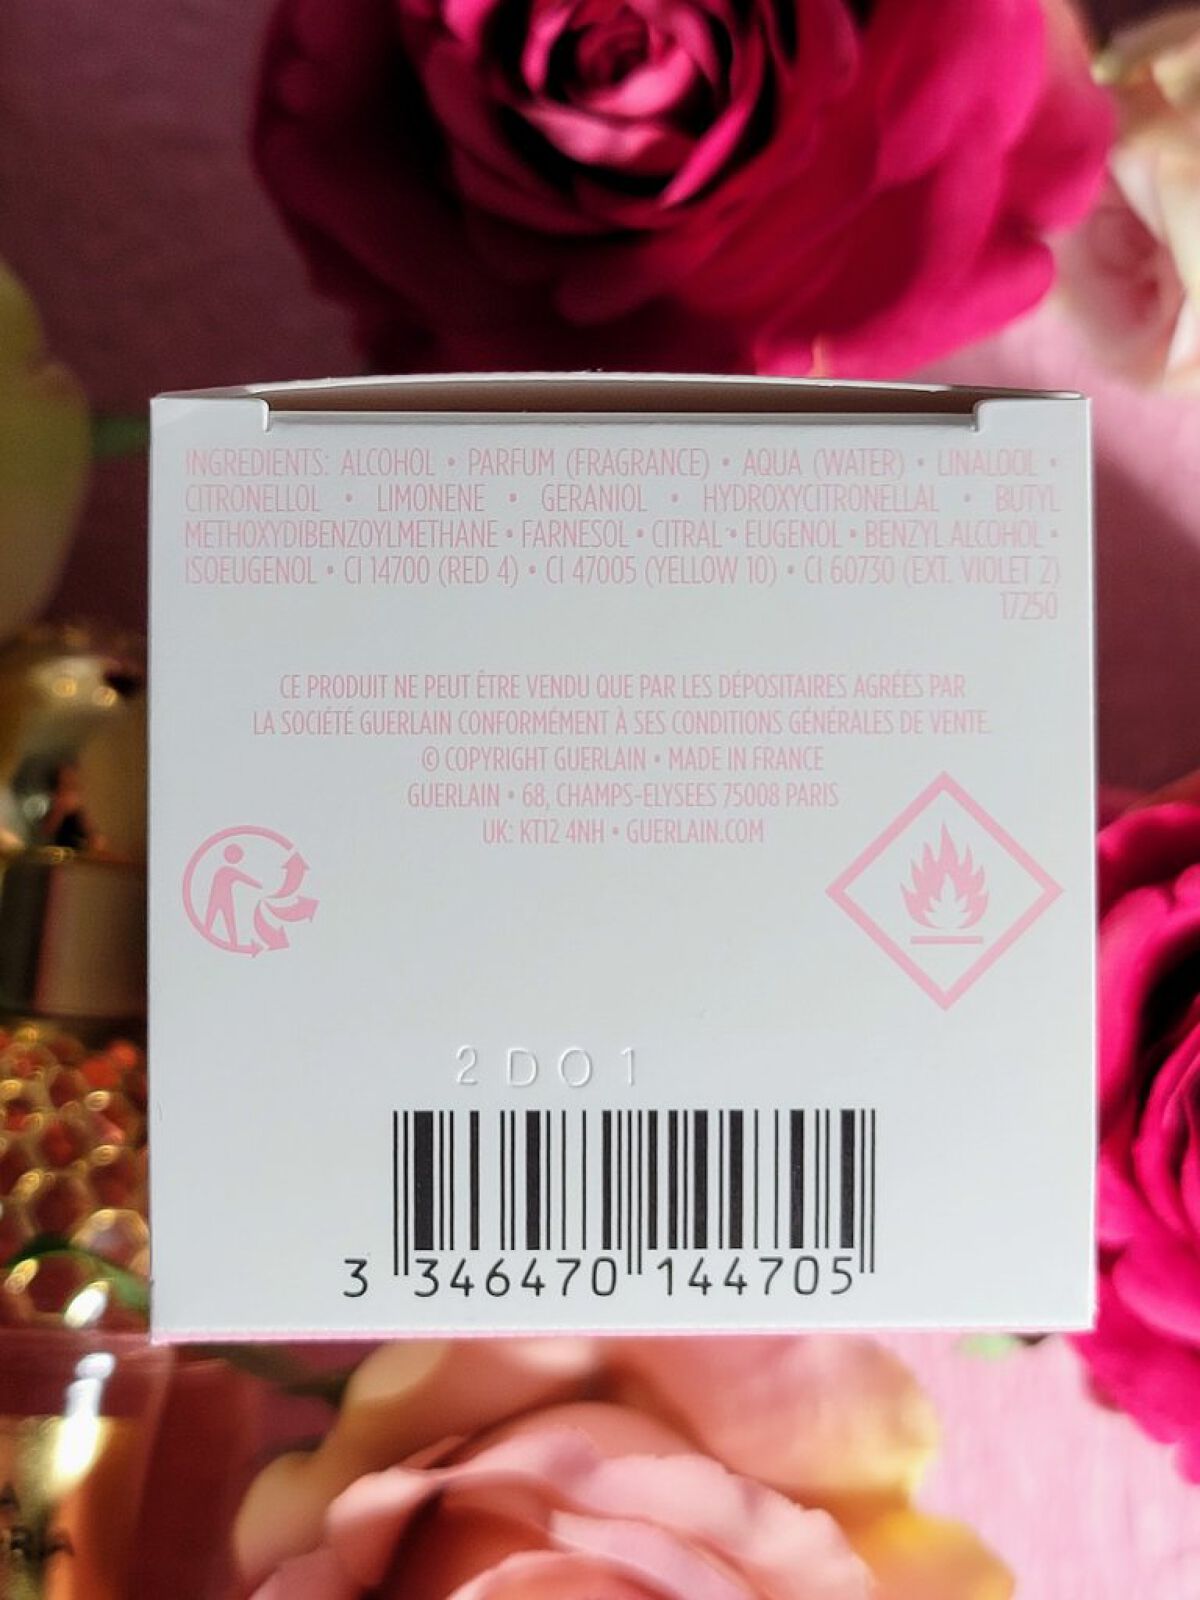 INGREDIENTS: ALCOHOL • PARFUM (FRAGRANCE) • AQUA (WATER) • LINALOOL •
CITRONELLOL • LIMONENE • GERANIOL • HYDROXYCITRONELLAL • BUTYL
METHOXYDIBENZOYLMETHANE • FARNESOL • CITRAL • EUGENOL • BENZYL ALCOHOL •
ISOEUGENOL • CI 14700 (RED 4) • CI 47005 (YELLOW 10) • CI 60730 (EXT. VIOLET 2)
17250
CE PRODUIT NE PEUT ÊTRE VENDU QUE PAR LES DÉPOSITAIRES AGRÉÉS PAR
LA SOCIÉTÉ GUERLAIN CONFORMÉMENT À SES CONDITIONS GÉNÉRALES DE VENTE.
© COPYRIGHT GUERLAIN • MADE IN FRANCE
GUERLAIN • 68, CHAMPS-ELYSEES 75008 PARIS
UK: KT12 4NH • GUERLAIN.COM
2DO1
3 346470 144705